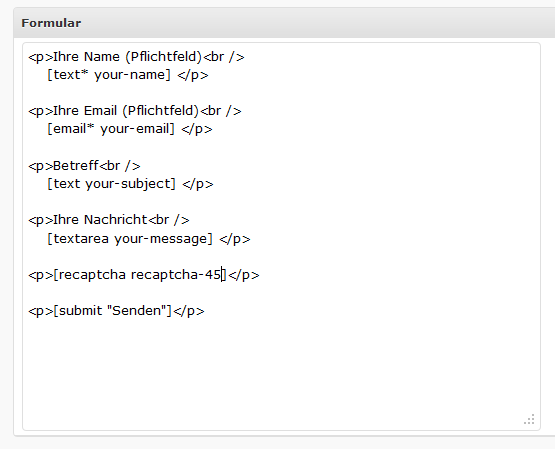 Formular
<p>Ihre Name (Pflichtfeld)<br />
[text* your-name] </p>
<p>Ihre Email (Pflichtfeld)<br />
[email* your-email] </p>
<p>Betreff<br />
[text your-subject] </p>
<p>Ihre Nachricht<br />
[textarea your-message] </p>
<p>[recaptcha recaptcha-45]</p>
<p>[submit "Senden"]</p>